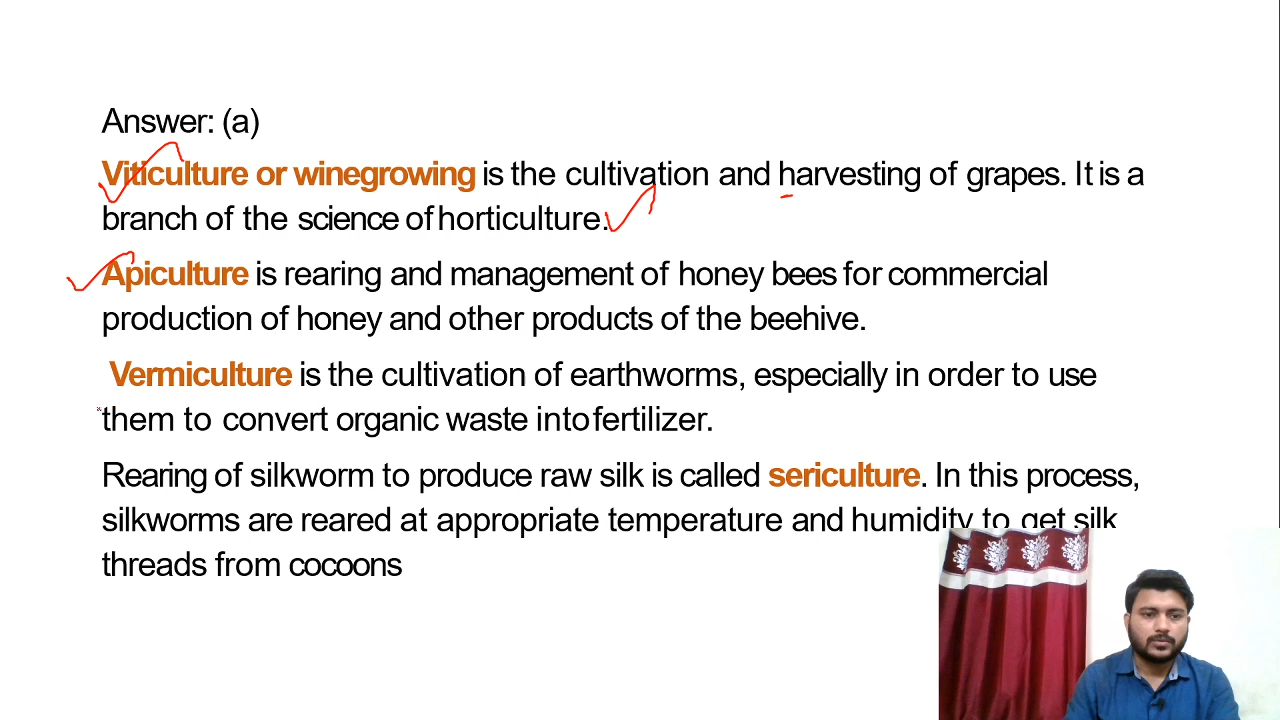 Answer: (a)
Viticulture or winegrowing is the cultivation and harvesting of grapes. It is a
branch of the science of horticulture.
Apiculture is rearing and management of honey bees for commercial
production of honey and other products of the beehive.
Vermiculture is the cultivation of earthworms, especially in order to use
them to convert organic waste into fertilizer.
Rearing of silkworm to produce raw silk is called sericulture. In this process,
silkworms are reared at appropriate temperature and humidity to get silk
threads from cocoons